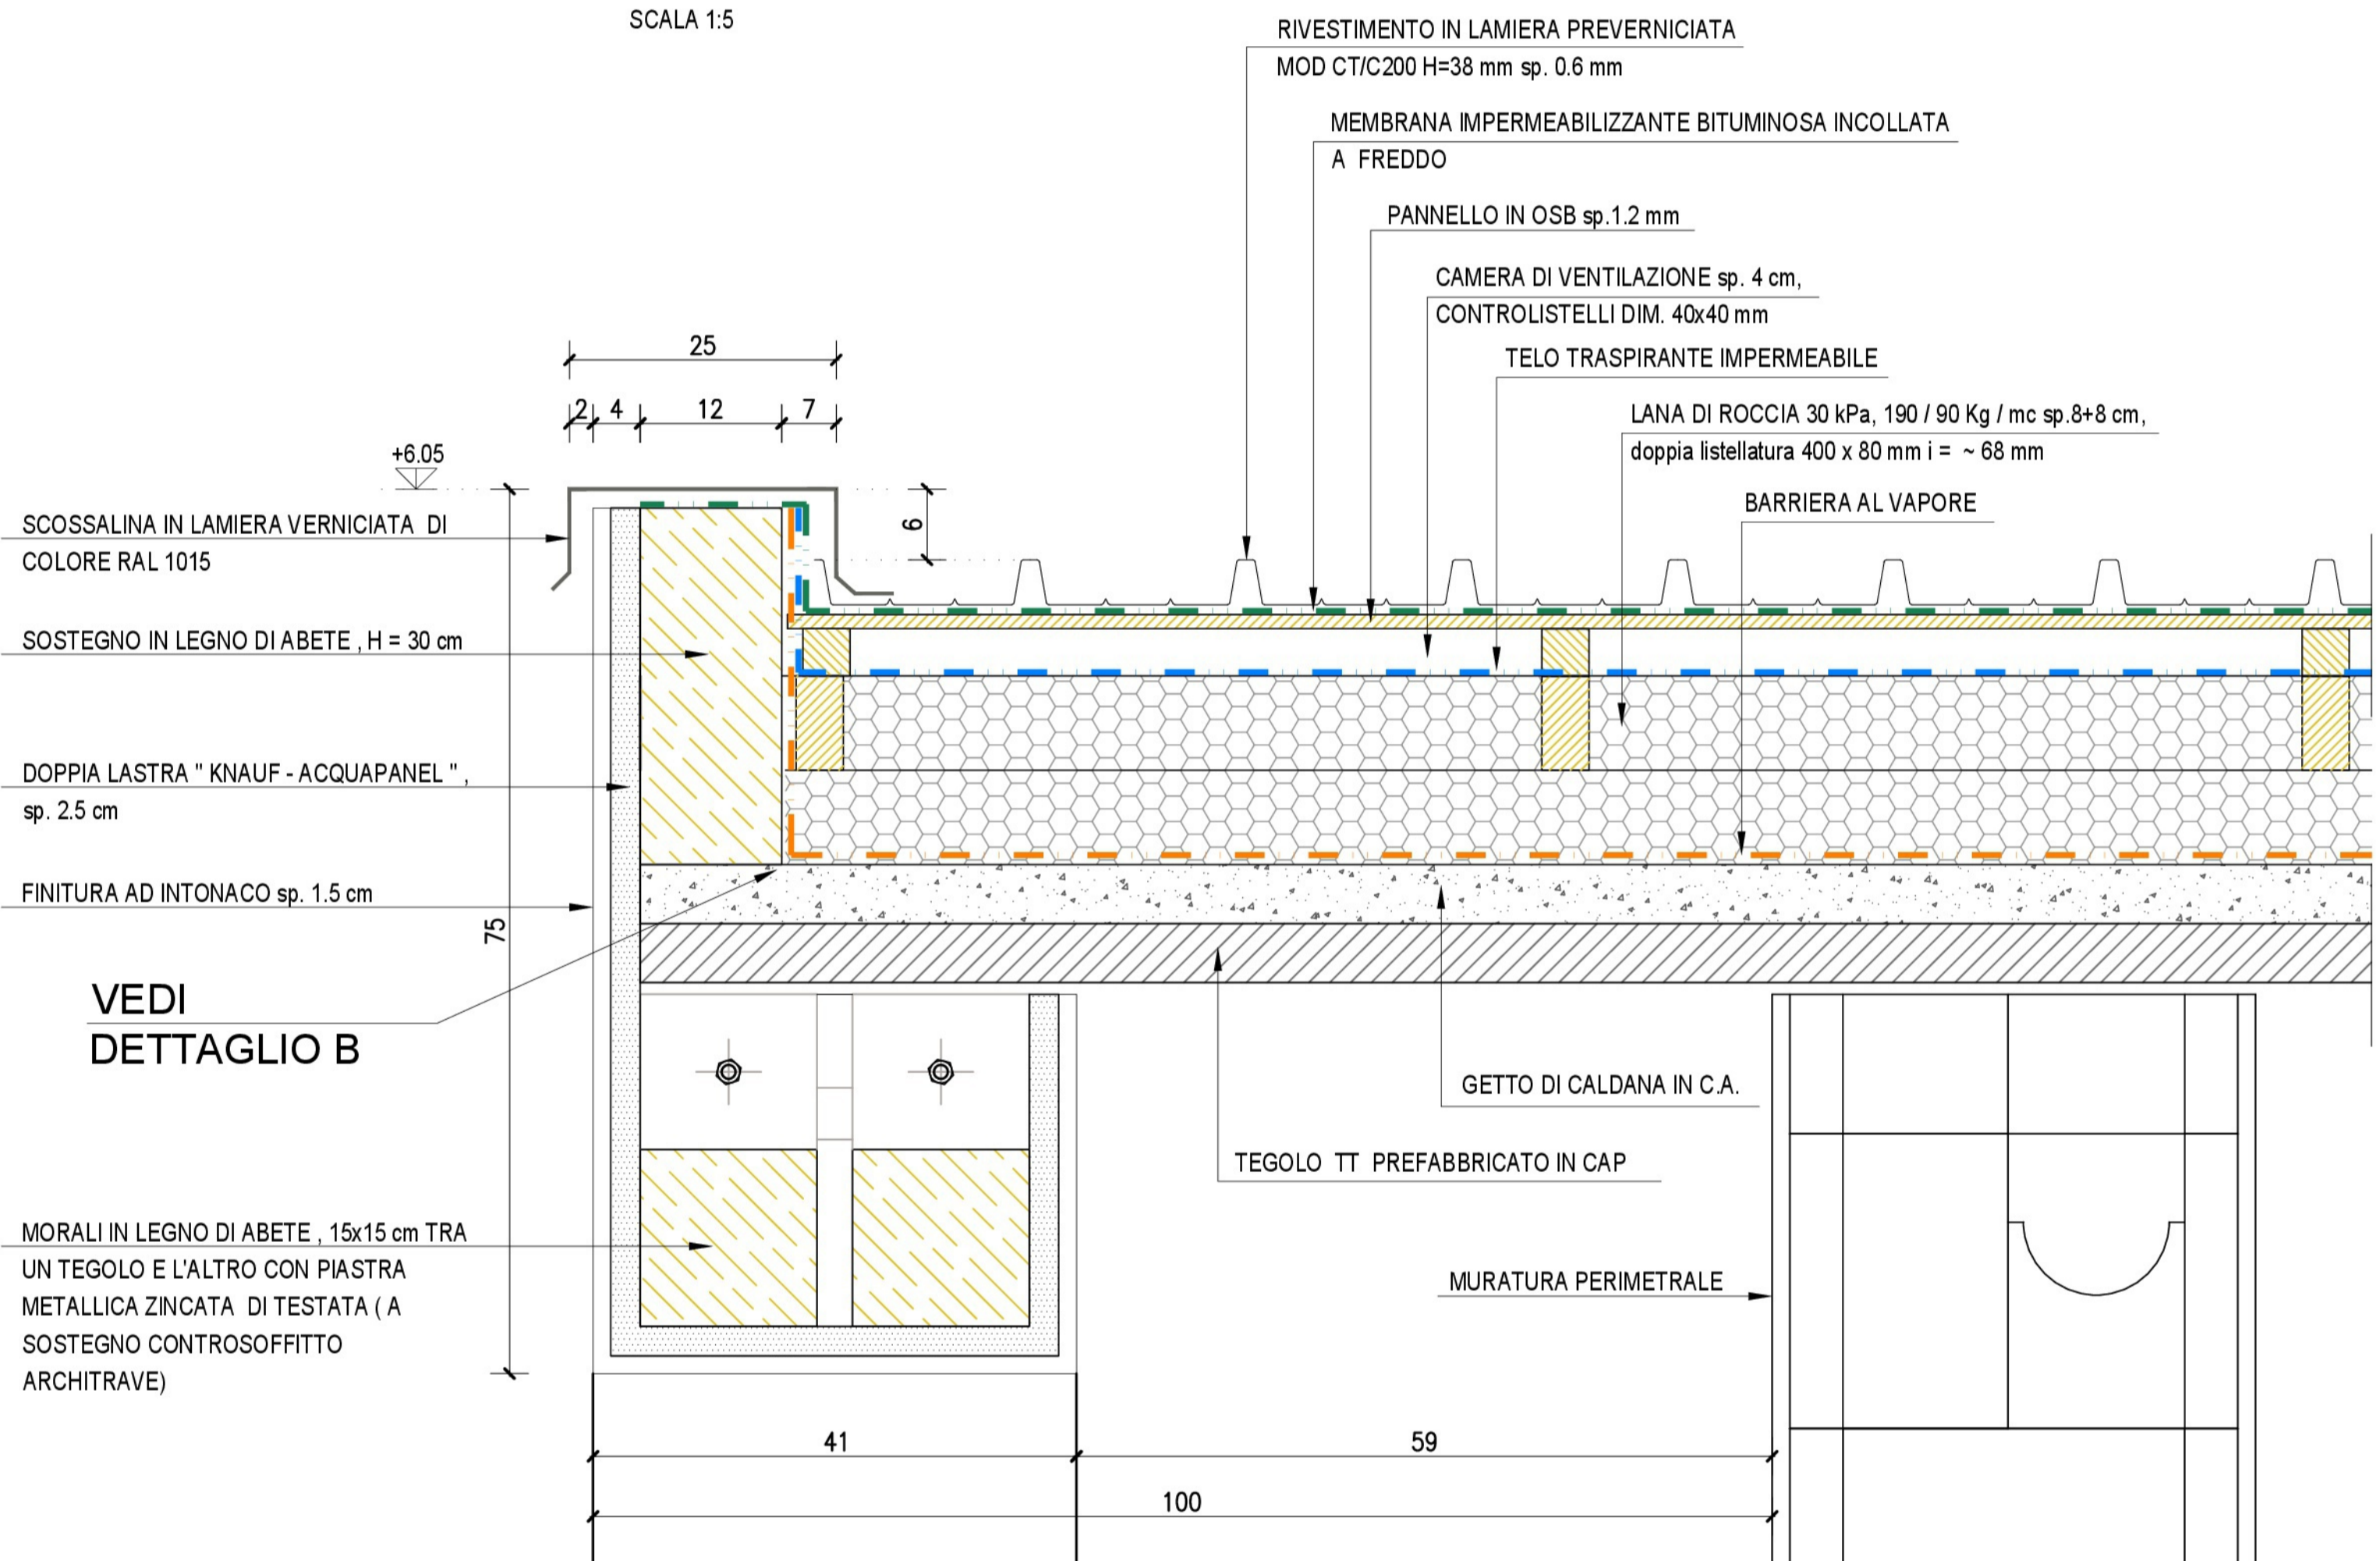 SCALA 1:5
RIVESTIMENTO IN LAMIERA PREVERNICIATA
MOD CT/C200 H=38 mm sp. 0.6 mm
MEMBRANA IMPERMEABILIZZANTE BITUMINOSA INCOLLATA
A FREDDO
PANNELLO IN OSB sp.1.2 mm
CAMERA DI VENTILAZIONE sp. 4 cm,
CONTROLISTELLI DIM. 40x40 mm
TELO TRASPIRANTE IMPERMEABILE
LANA DI ROCCIA 30 kPa, 190 / 90 Kg / mc sp.8+8 cm,
doppia listellatura 400 x 80 mm i = ~ 68 mm
BARRIERA AL VAPORE
25
2 4 12 7
+6.05
6
SCOSSALINA IN LAMIERA VERNICIATA DI
COLORE RAL 1015
SOSTEGNO IN LEGNO DI ABETE , H = 30 cm
DOPPIA LASTRA " KNAUF - ACQUAPANEL " ,
sp. 2.5 cm
FINITURA AD INTONACO sp. 1.5 cm
75
VEDI
DETTAGLIO B
GETTO DI CALDANA IN C.A.
TEGOLO TT PREFABBRICATO IN CAP
MORALI IN LEGNO DI ABETE , 15x15 cm TRA
UN TEGOLO E L'ALTRO CON PIASTRA
METALLICA ZINCATA DI TESTATA ( A
SOSTEGNO CONTROSOFFITTO
ARCHITRAVE)
MURATURA PERIMETRALE
41
59
100